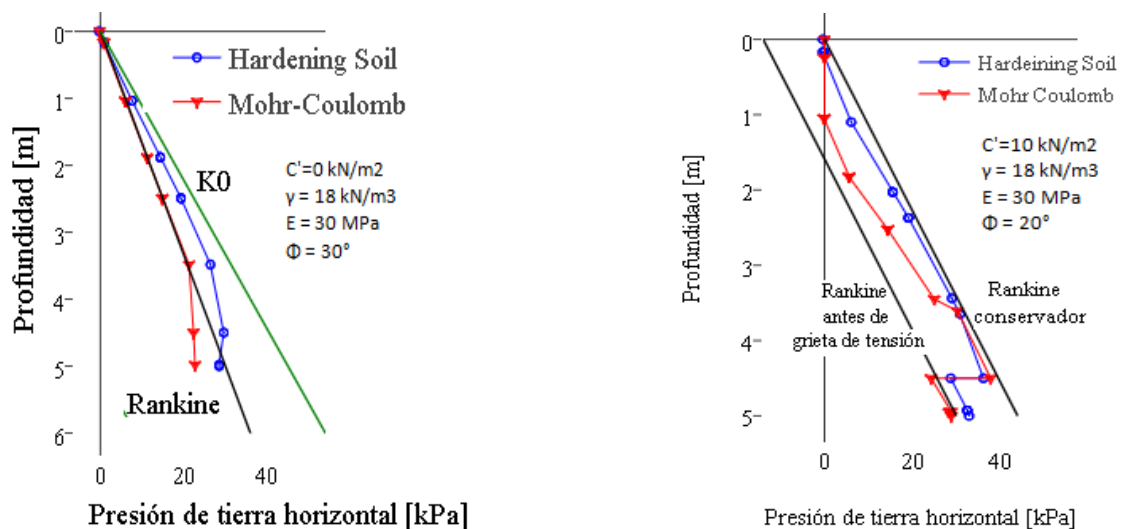 0
Hardening Soil
Mohr-Coulomb
1
2
3
4
5
6
K0
C'=0 kN/m2
γ = 18 kN/m3
E = 30 MPa
Φ = 30°
Rankine
Profundidad [m]
0
20
40
Presión de tierra horizontal [kPa]
0
Hardeining Soil
Mohr Coulomb
1
2
3
4
5
C'=10 kN/m2
γ = 18 kN/m3
E = 30 MPa
Φ = 20°
Rankine
antes de
grieta de tensión
Rankine
conservador
Profundidad [m]
0
20
40
Presión de tierra horizontal [kPa]